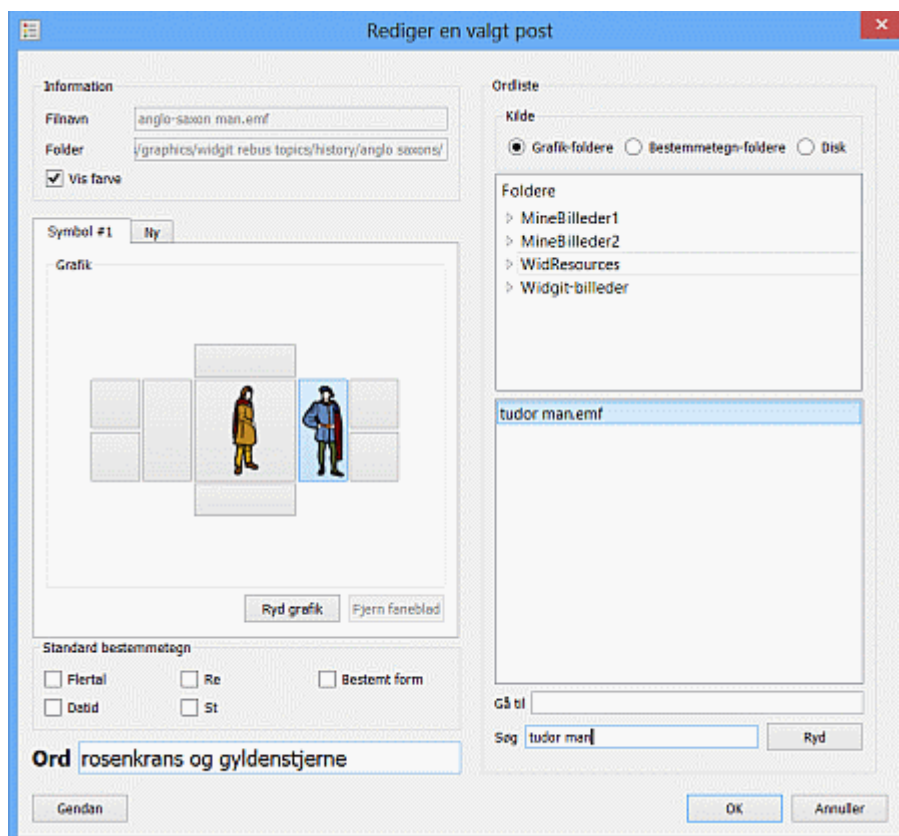 Rediger en valgt post
Information
Filnavn anglo-saxon man.emf
Folder /graphics/widgit rebus topics/history/anglo saxons/
Vis farve
Symbol #1 Ny
Grafik
Ryd grafik Fjern faneblad
Standard bestemmetegn
Flertal Re Bestemt form
Datid St
Ord rosenkrans og gyldenstjerne
Gendan
Ordliste
Kilde
Grafik-foldere Bestemmetegn-foldere Disk
Foldere
MineBilleder1
MineBilleder2
WidResources
Widgit-billeder
tudor man.emf
Gå til
Søg tudor man Ryd
OK Annuller